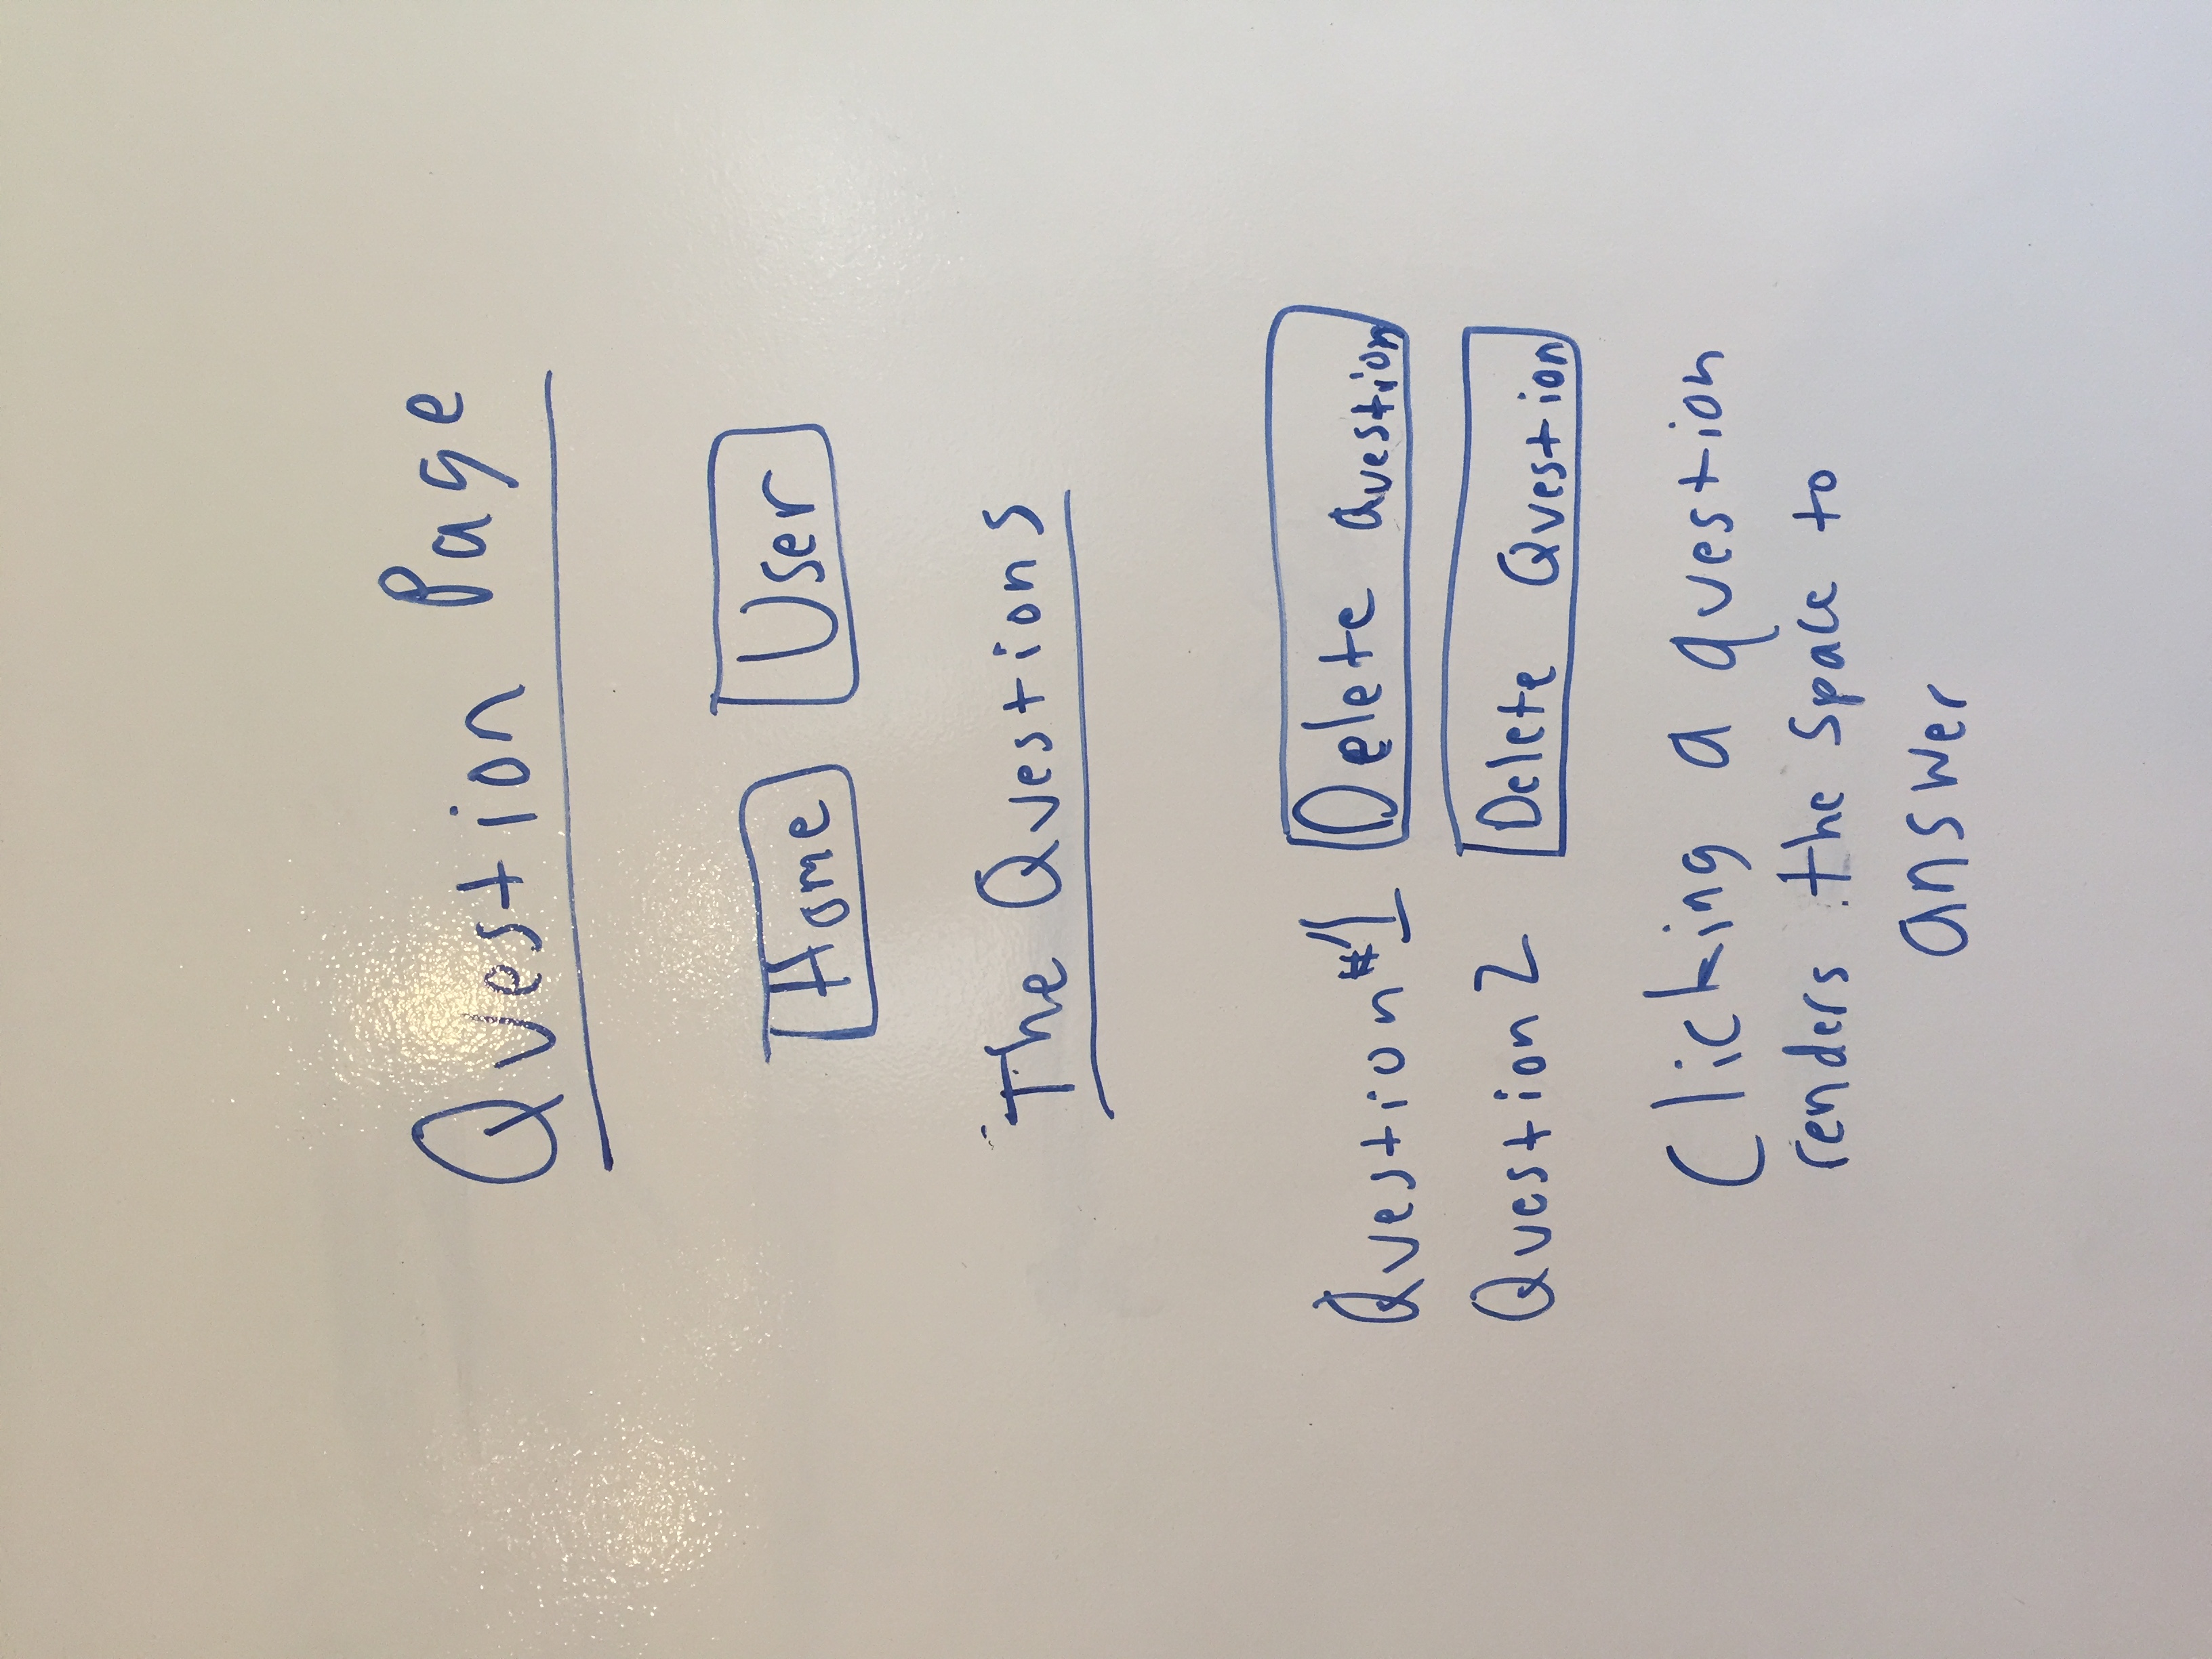 Question Page
Home User
The Questions
Question #1 Delete Question
Question 2 Delete Question
Clicking a question
renders the space to
answer